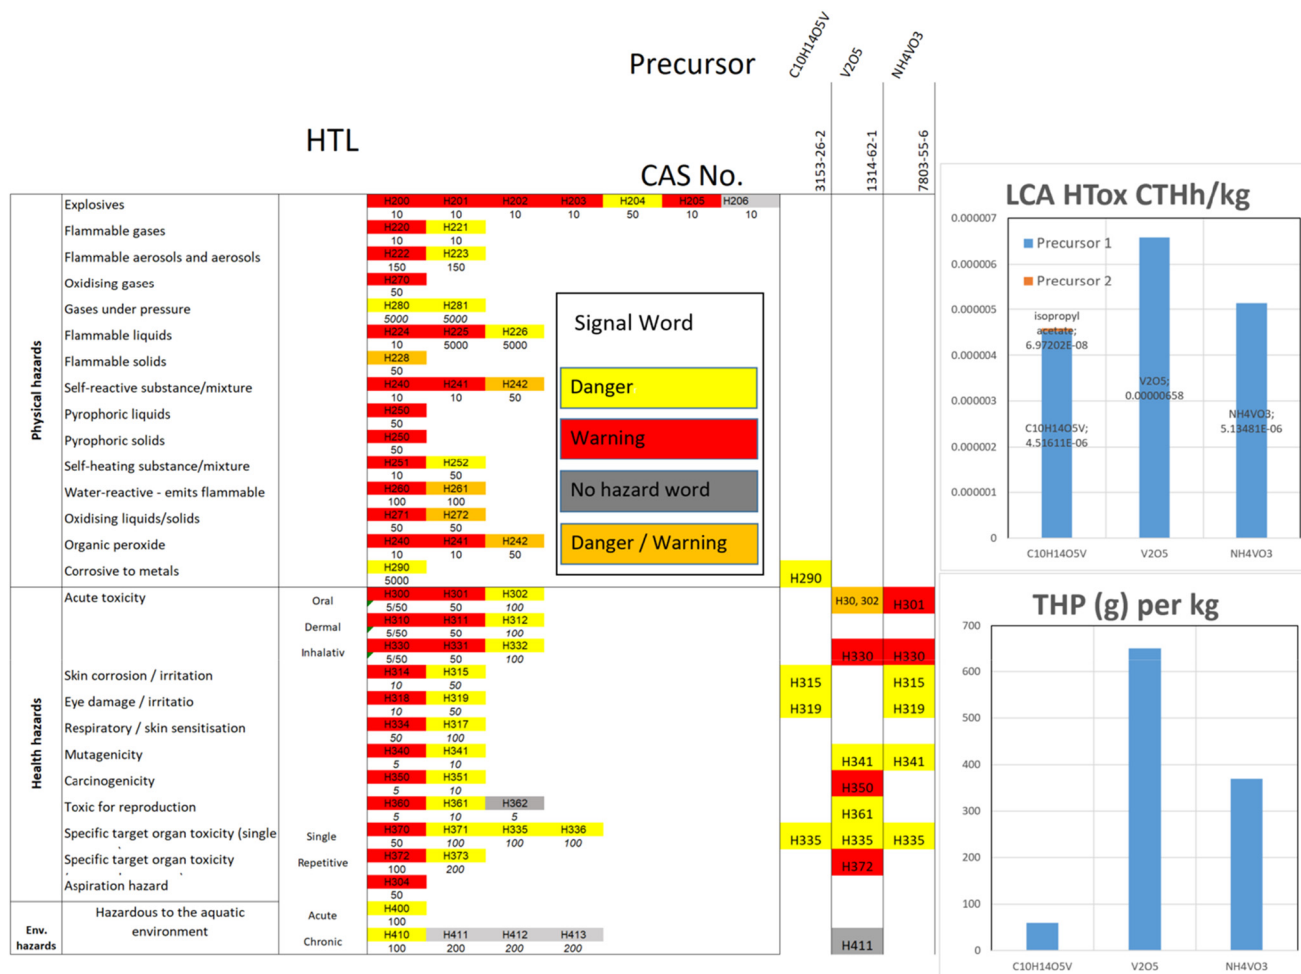 Precursor
C10H14O5V
V2O5
NH4VO3
HTL
CAS No.
3153-26-2
1314-62-1
7803-55-6
Physical hazards
Explosives
H200 H201 H202 H203 H204 H205 H206
10 10 10 10 50 10 10
Flammable gases
H220 H221
10 10
Flammable aerosols and aerosols
H222 H223
150 150
Oxidising gases
H270
50
Gases under pressure
H280 H281
5000 5000
Flammable liquids
H224 H225 H226
10 5000 5000
Flammable solids
H228
50
Self-reactive substance/mixture
H240 H241 H242
10 10 50
Pyrophoric liquids
H250
50
Pyrophoric solids
H250
50
Self-heating substance/mixture
H251 H252
10 50
Water-reactive - emits flammable
H260 H261
100 100
Oxidising liquids/solids
H271 H272
50 50
Organic peroxide
H240 H241 H242
10 10 50
Corrosive to metals
H290 H290
5000
Signal Word
Danger
Warning
No hazard word
Danger / Warning
Health hazards
Acute toxicity
Oral H300 H301 H302 H30, 302 H301
5/50 50 100
Dermal H310 H311 H312
5/50 50 100
Inhalativ H330 H331 H332 H330 H330
5/50 50 100
Skin corrosion / irritation
H314 H315 H315 H315
10 50
Eye damage / irritatio
H318 H319 H319 H319
10 50
Respiratory / skin sensitisation
H334 H317
50 100
Mutagenicity
H340 H341 H341 H341
5 10
Carcinogenicity
H350 H351 H350
5 10
Toxic for reproduction
H360 H361 H362 H361
5 10 5
Specific target organ toxicity (single
Single H370 H371 H335 H336 H335 H335 H335
50 100 100 100
Specific target organ toxicity
Repetitive H372 H373 H372
100 200
Aspiration hazard
H304
50
Env. hazards
Hazardous to the aquatic
environment
Acute H400
100
Chronic H410 H411 H412 H413 H411
100 200 200 200
LCA HTox CTHh/kg
0.000007
0.000006
0.000005
0.000004
0.000003
0.000002
0.000001
0
Precursor 1
Precursor 2
isopropyl
acetate;
6.97202E-08
C10H14O5V;
4.51611E-06
V2O5;
0.00000658
NH4VO3;
5.13481E-06
C10H14O5V V2O5 NH4VO3
THP (g) per kg
700
600
500
400
300
200
100
0
C10H14O5V V2O5 NH4VO3